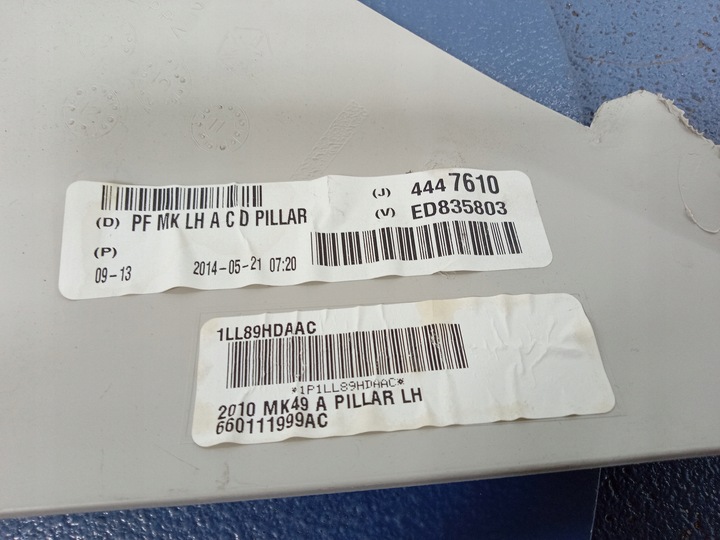 (J) 4447610
(D) PF MK LH A C D PILLAR
(V) ED835803
(P)
09-13 2014-05-21 07:20
1LL89HDAAC
*1P1LL89HDAAC*
2010 MK49 A PILLAR LH
660111999AC